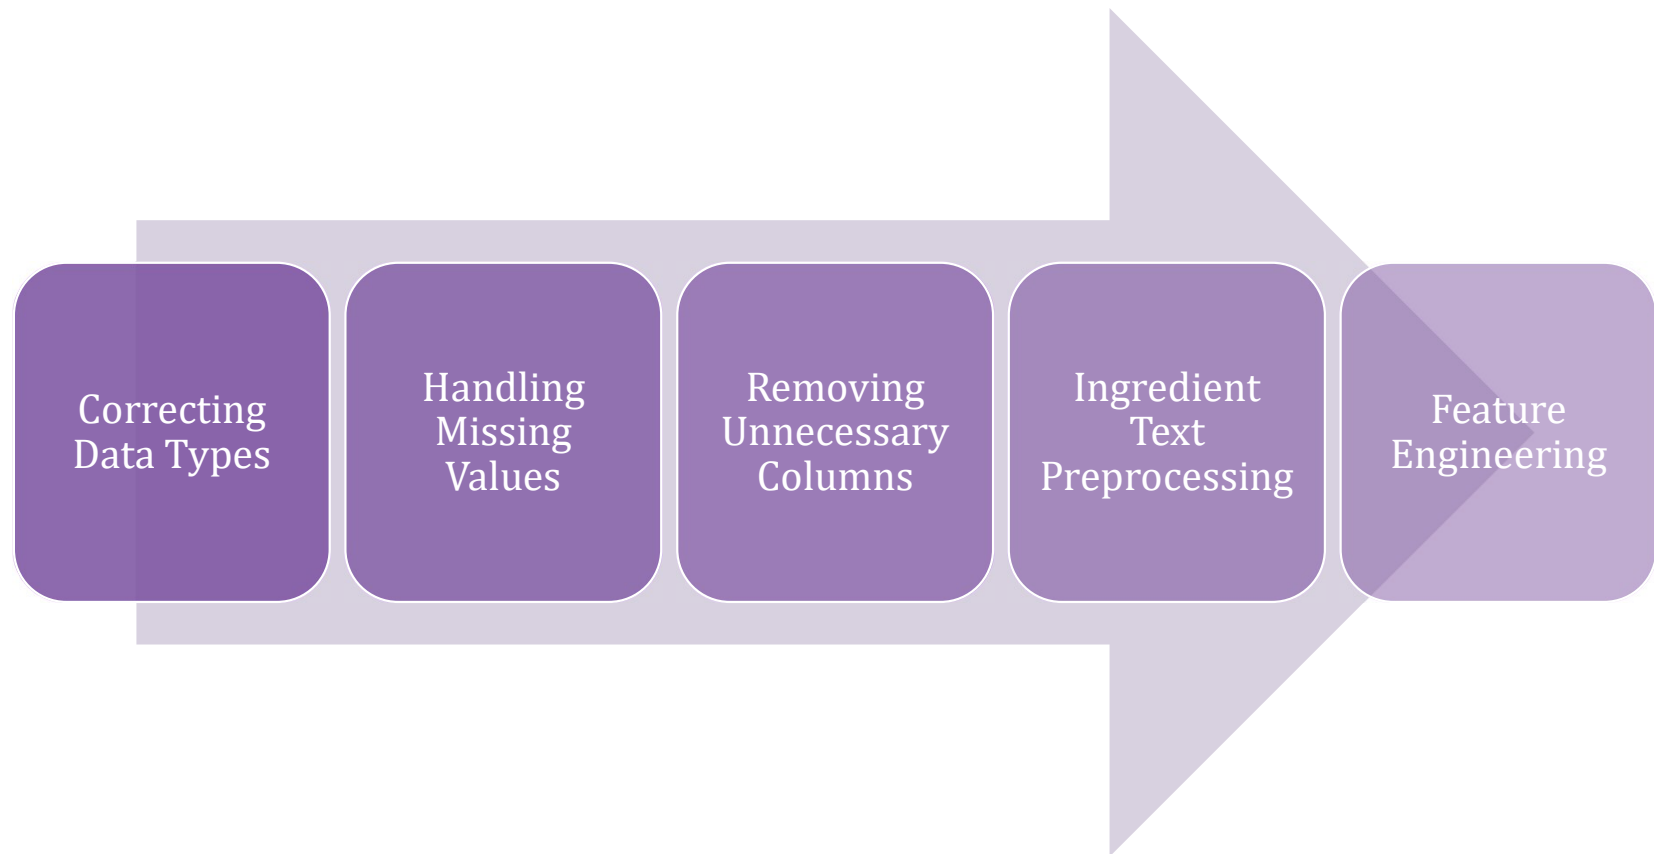 Correcting
Data Types
Handling
Missing
Values
Removing
Unnecessary
Columns
Ingredient
Text
Preprocessing
Feature
Engineering